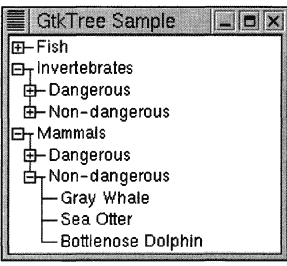 GtkTree Sample
Fish
Invertebrates
Dangerous
Non-dangerous
Mammals
Dangerous
Non-dangerous
Gray Whale
Sea Otter
Bottlenose Dolphin